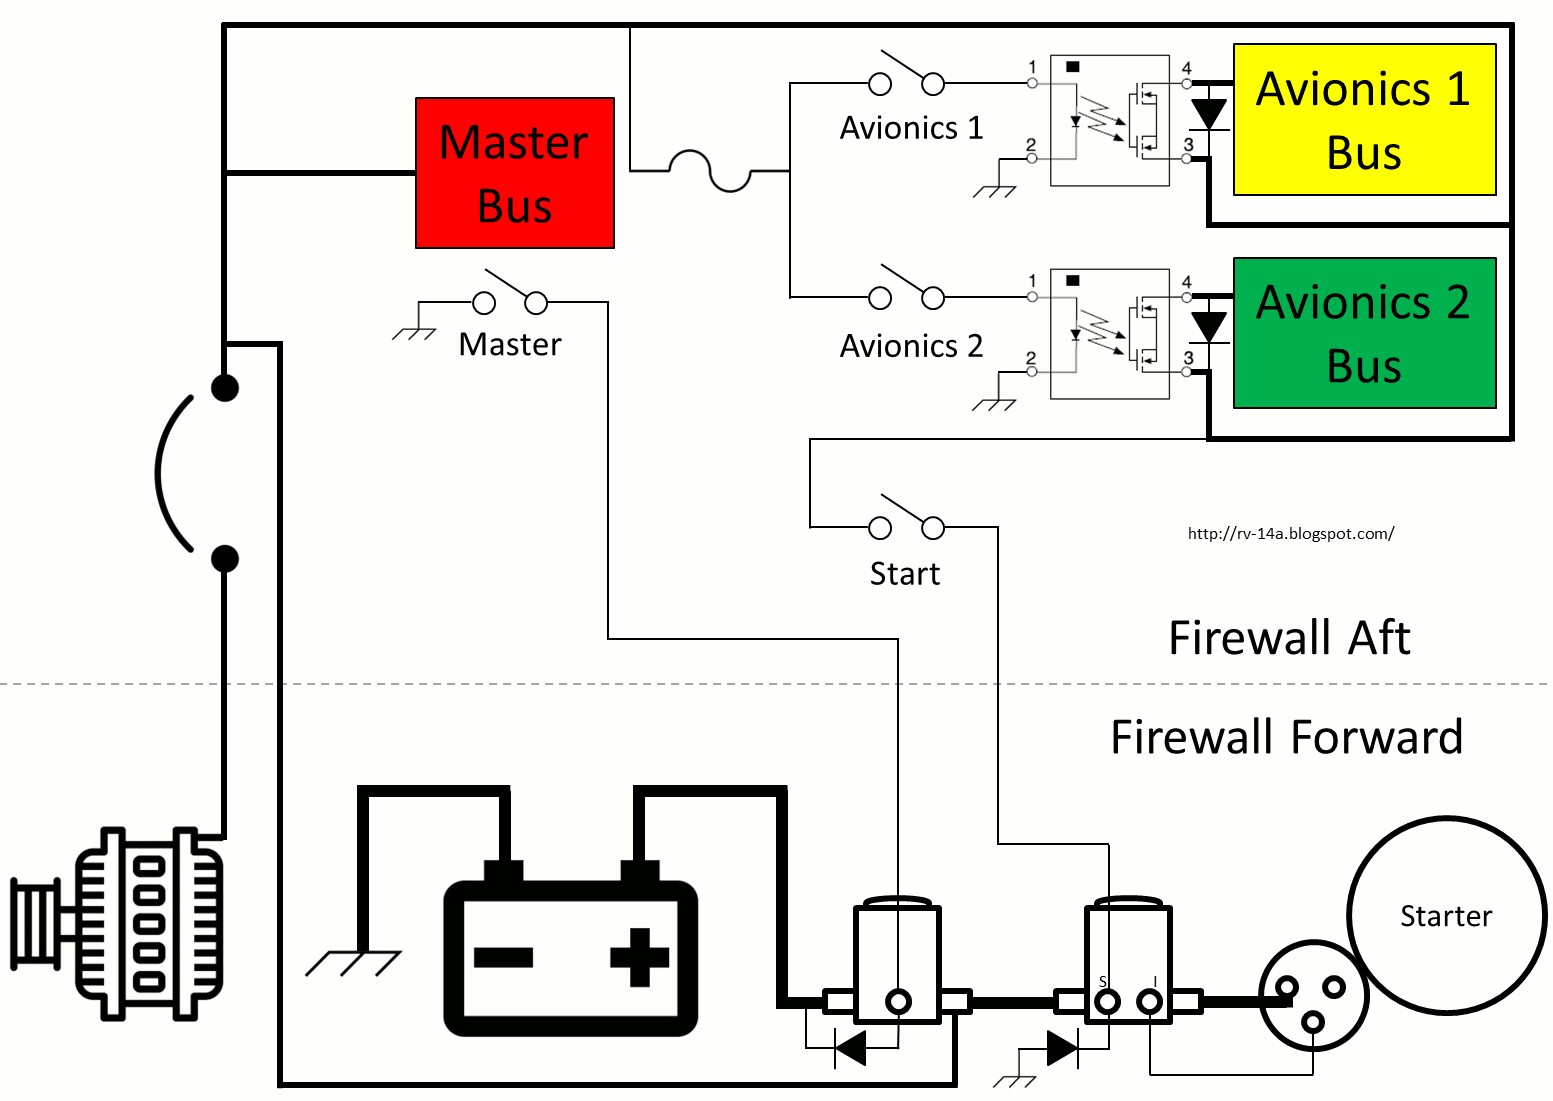 Master
Bus
Master
Avionics 1
1
2
4
3
Avionics 1
Bus
Avionics 2
1
2
4
3
Avionics 2
Bus
Start
http://rv-14a.blogspot.com/
Firewall Aft
Firewall Forward
S
I
Starter